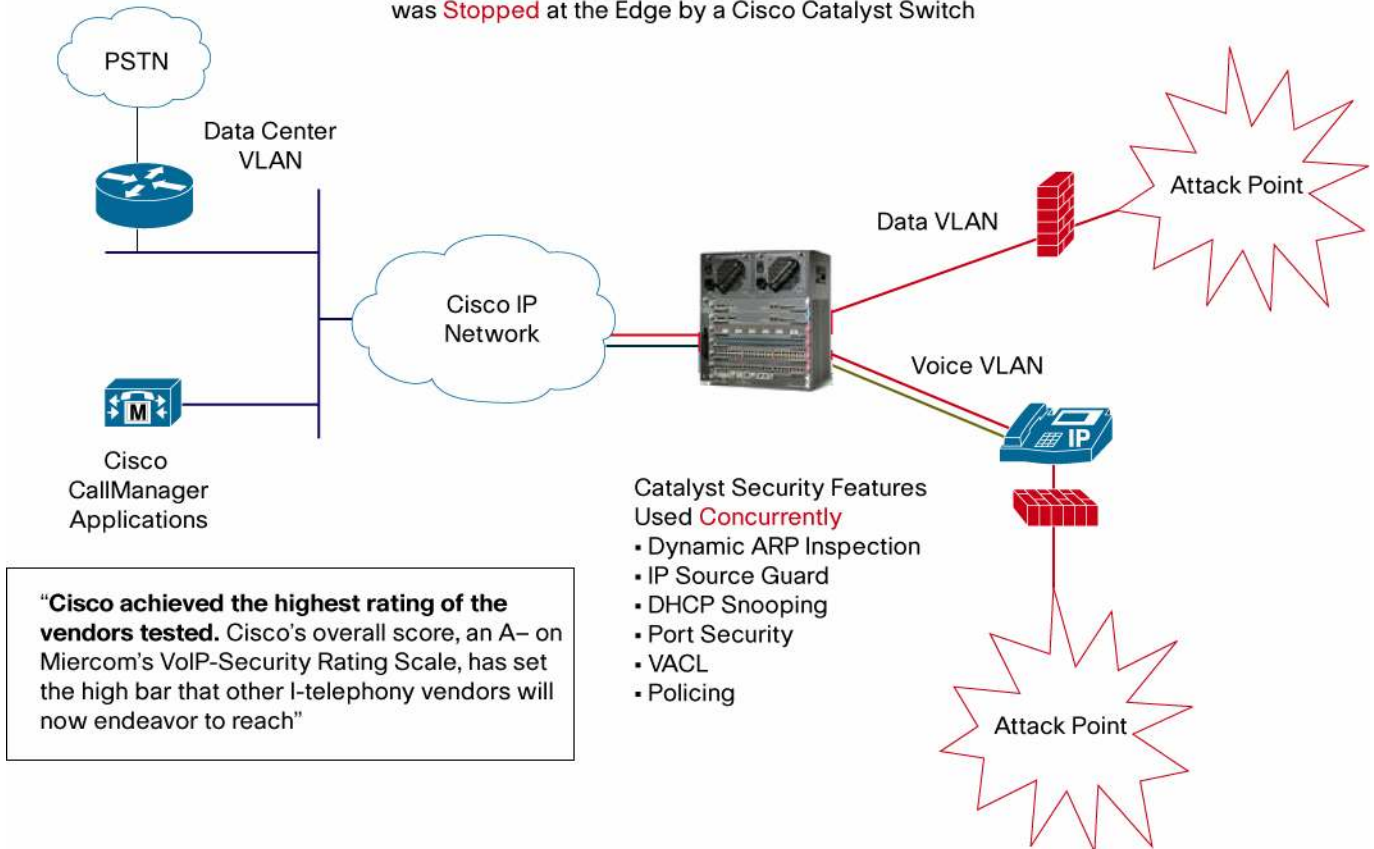 was Stopped at the Edge by a Cisco Catalyst Switch
PSTN
Data Center
VLAN
Data VLAN
Attack Point
Cisco IP
Network
Voice VLAN
M
IP
Cisco
CallManager
Applications
Catalyst Security Features
Used Concurrently
▪ Dynamic ARP Inspection
▪ IP Source Guard
▪ DHCP Snooping
▪ Port Security
▪ VACL
▪ Policing
“Cisco achieved the highest rating of the
vendors tested. Cisco’s overall score, an A– on
Miercom’s VoIP-Security Rating Scale, has set
the high bar that other I-telephony vendors will
now endeavor to reach”
Attack Point